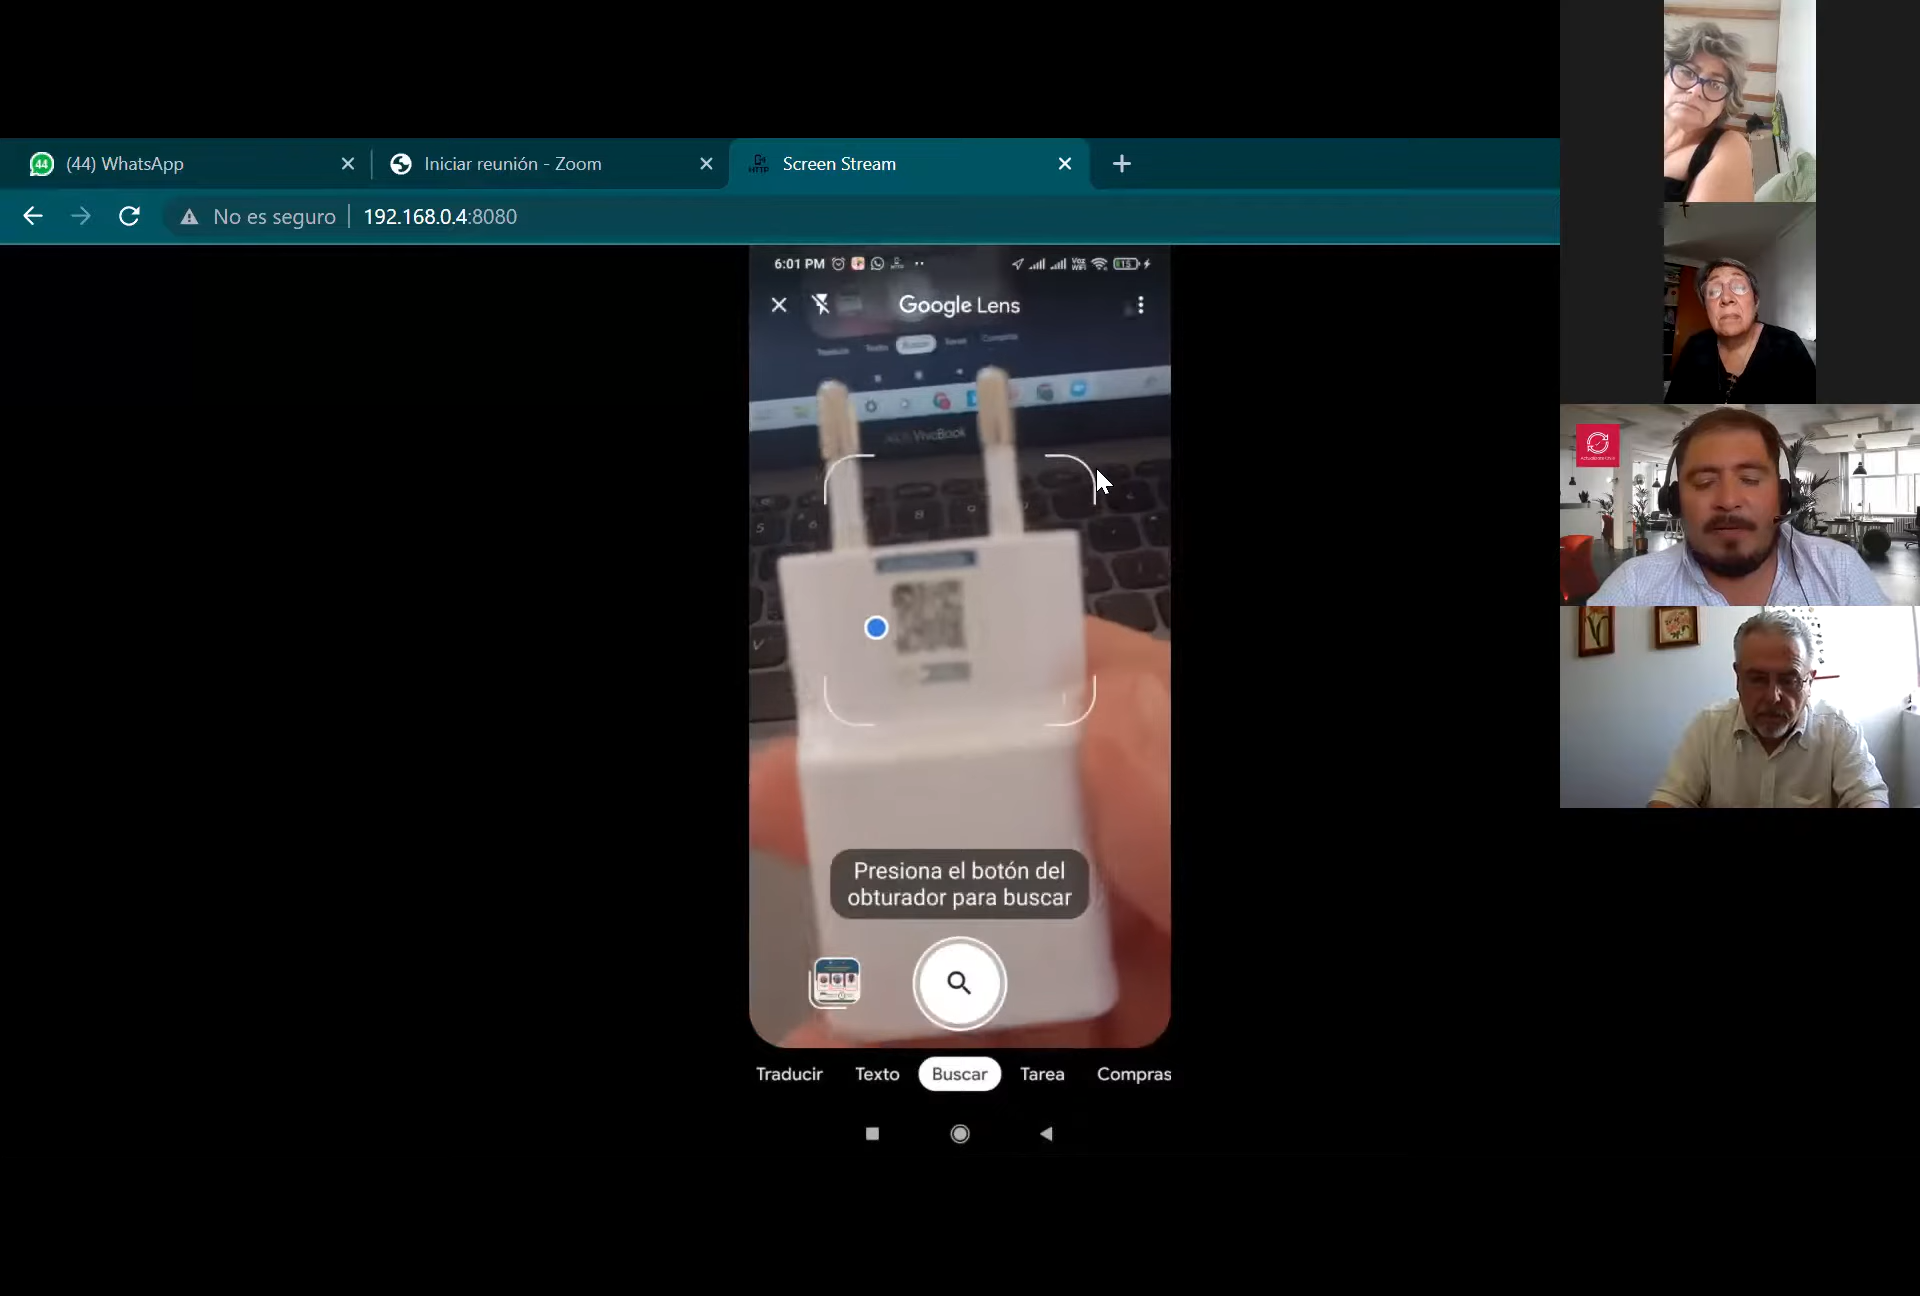 (44) WhatsApp
Iniciar reunión - Zoom
Screen Stream
No es seguro
192.168.0.4:8080
6:01 PM
Google Lens
VivoBook
Presiona el botón del
obturador para buscar
Traducir
Texto
Buscar
Tarea
Compras